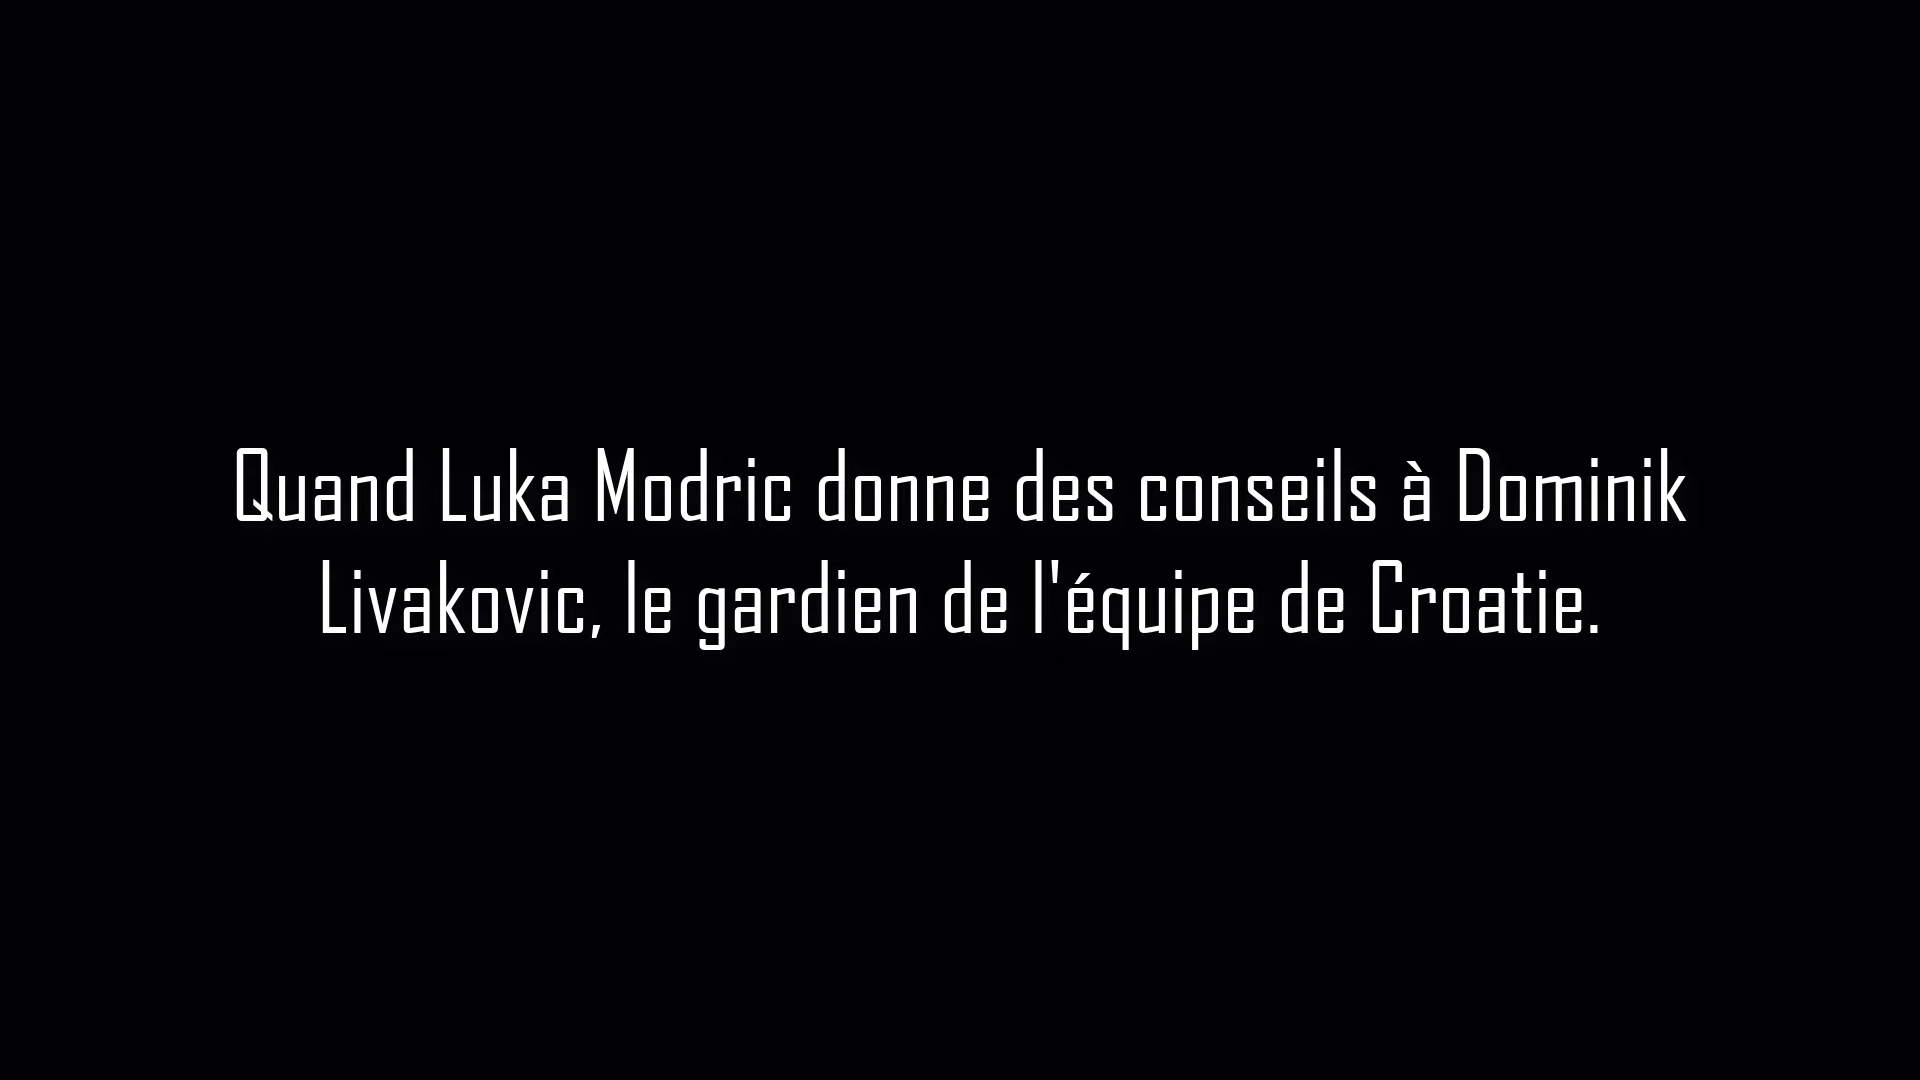 Quand Luka Modric donne des conseils à Dominik
Livakovic, le gardien de l'équipe de Croatie.